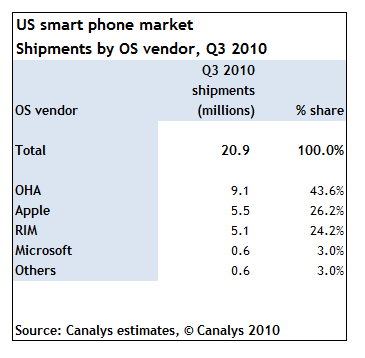 US smart phone market
Shipments by OS vendor, Q3 2010
Q3 2010
shipments
OS vendor (millions) % share
Total 20.9 100.0%
OHA 9.1 43.6%
Apple 5.5 26.2%
RIM 5.1 24.2%
Microsoft 0.6 3.0%
Others 0.6 3.0%
Source: Canalys estimates, © Canalys 2010